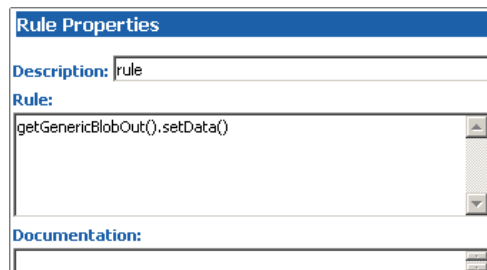 Rule Properties
Description: rule
Rule:
getGenericBlobOut().setData()
Documentation: